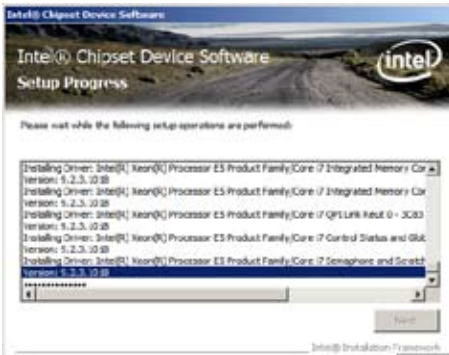 Intel® Chipset Device Software
Intel® Chipset Device Software
intel
Setup Progress
Please wait while the following setup operations are performed:
Installing Driver: Intel(R) Xeon(R) Processor E5 Product Family/Core i7 Integrated Memory Cor
Version: 9.2.3.1018
Installing Driver: Intel(R) Xeon(R) Processor E5 Product Family/Core i7 Integrated Memory Cor
Version: 9.2.3.1018
Installing Driver: Intel(R) Xeon(R) Processor E5 Product Family/Core i7 QPI Link Reut 0 - 3C83
Version: 9.2.3.1018
Installing Driver: Intel(R) Xeon(R) Processor E5 Product Family/Core i7 Control Status and Glob
Version: 9.2.3.1018
Installing Driver: Intel(R) Xeon(R) Processor E5 Product Family/Core i7 Semaphore and Scratch
Version: 9.2.3.1018
***************
Next
Intel® Installation Framework